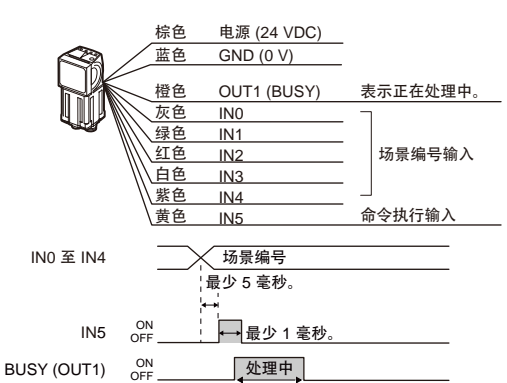 棕色 电源 (24 VDC)
蓝色 GND (0 V)
橙色 OUT1 (BUSY) 表示正在处理中。
灰色 IN0
绿色 IN1
红色 IN2
白色 IN3
紫色 IN4
场景编号输入
黄色 IN5 命令执行输入
IN0 至 IN4 场景编号
最少 5 毫秒。
IN5 ON OFF 最少 1 毫秒。
BUSY (OUT1) ON OFF 处理中